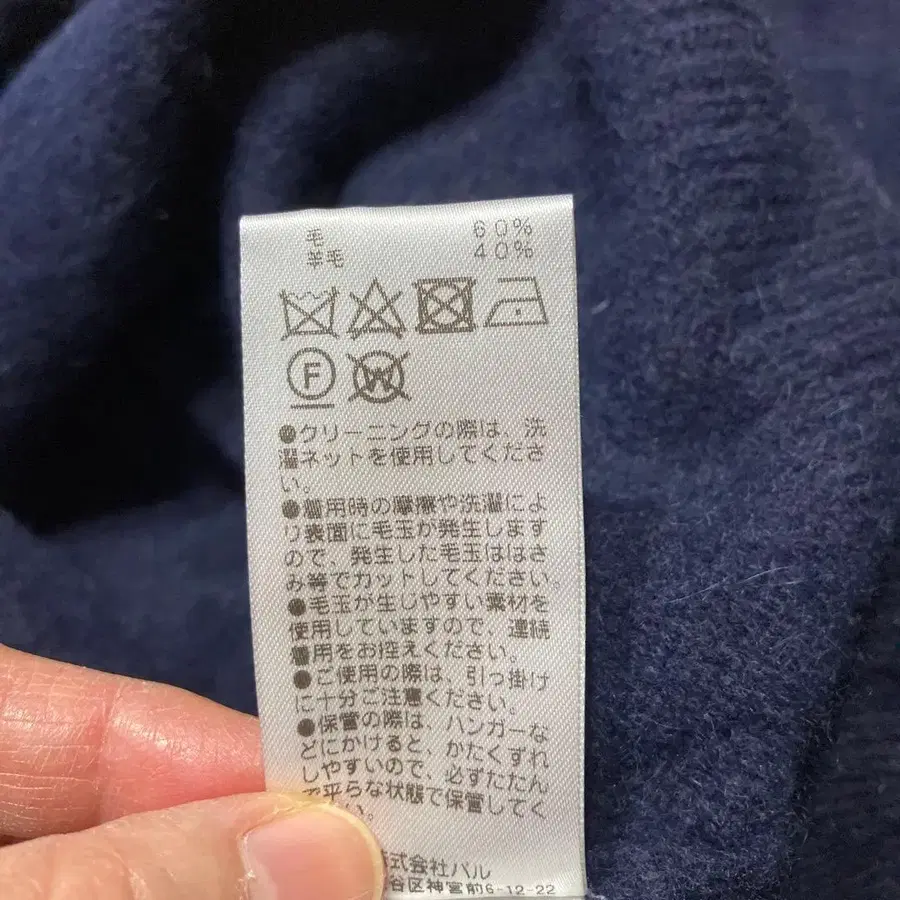 毛 60%
羊毛 40%
F W
●クリーニングの際は、洗
濯ネットを使用してくださ
い。
●着用時の摩擦や洗濯によ
り表面に毛玉が発生します
ので、発生した毛玉ははさ
み等でカットしてください
●毛玉が生じやすい素材を
使用していますので、連続
着用をお控えください。
●ご使用の際は、引っ掛け
に十分ご注意ください。
●保管の際は、ハンガーな
どにかけると、かたくずれ
しやすいので、必ずたたん
で平らな状態で保管してく
い。
式会社パル
谷区神宮前6-12-22